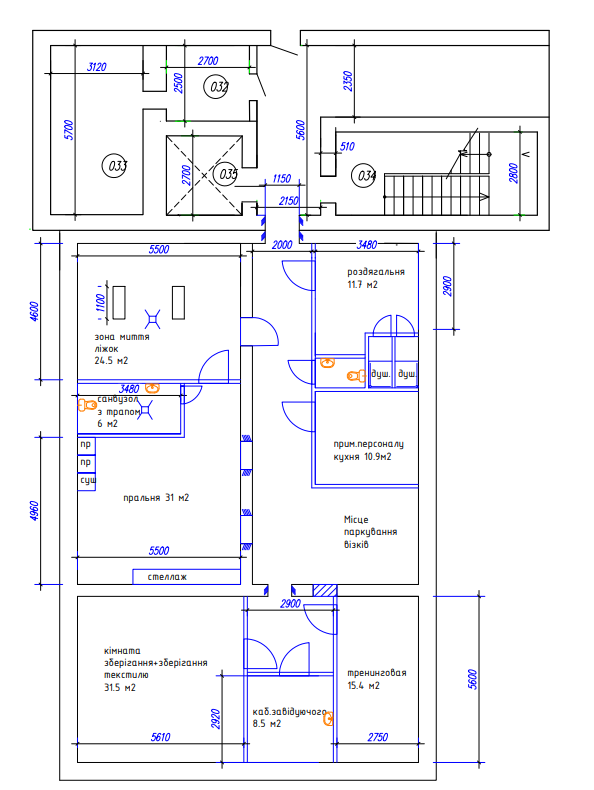 3120
2700
2500
032
2350
5700
5600
033
2700
035
510
034
2800
1150
2150
5500
2000
3480
4600
1100
роздягальня
11.7 м2
2900
зона миття
ліжок
24.5 м2
3480
санвузол
з трапом
6 м2
душ.
душ.
пр
пр
суш
прим.персоналу
кухня 10.9м2
пральня 31 м2
4960
Місце
паркування
візків
5500
стеллаж
2900
кімната
зберігання+зберігання
текстилю
31.5 м2
тренинговая
15.4 м2
5600
2920
каб.завідуючого
8.5 м2
5610
2750